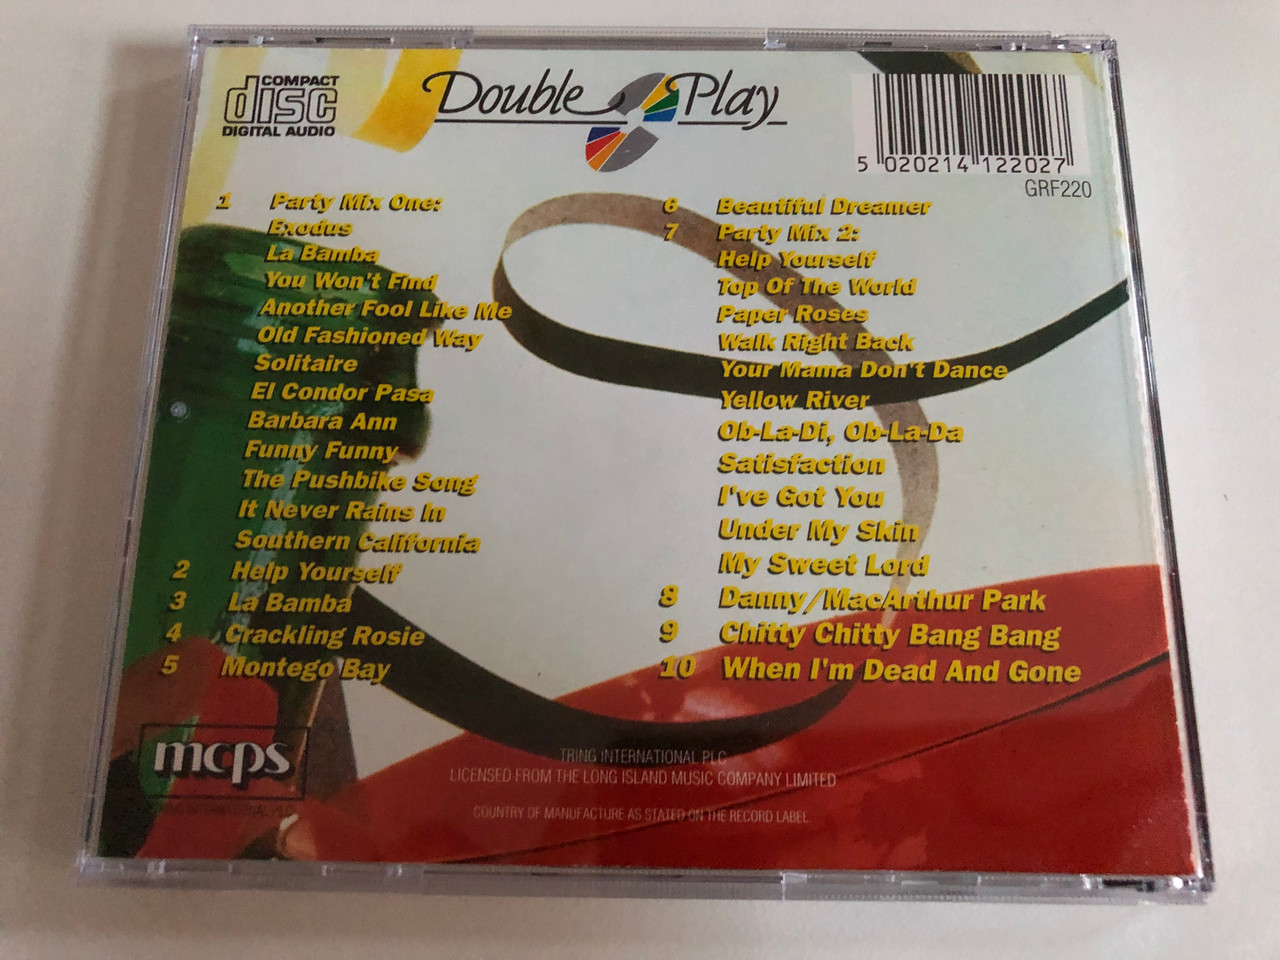 COMPACT
disc
DIGITAL AUDIO
Double Play
5 020214 122027
GRF220
1 Party Mix One:
Exodus
La Bamba
You Won't Find
Another Fool Like Me
Old Fashioned Way
Solitaire
El Condor Pasa
Barbara Ann
Funny Funny
The Pushbike Song
It Never Rains In
Southern California
2 Help Yourself
3 La Bamba
4 Crackling Rosie
5 Montego Bay
6 Beautiful Dreamer
7 Party Mix 2:
Help Yourself
Top Of The World
Paper Roses
Walk Right Back
Your Mama Don't Dance
Yellow River
Ob-La-Di, Ob-La-Da
Satisfaction
I've Got You
Under My Skin
My Sweet Lord
8 Danny/MacArthur Park
9 Chitty Chitty Bang Bang
10 When I'm Dead And Gone
mcps
INTERNATIONAL PLC
TRING INTERNATIONAL PLC
LICENSED FROM THE LONG ISLAND MUSIC COMPANY LIMITED
COUNTRY OF MANUFACTURE AS STATED ON THE RECORD LABEL